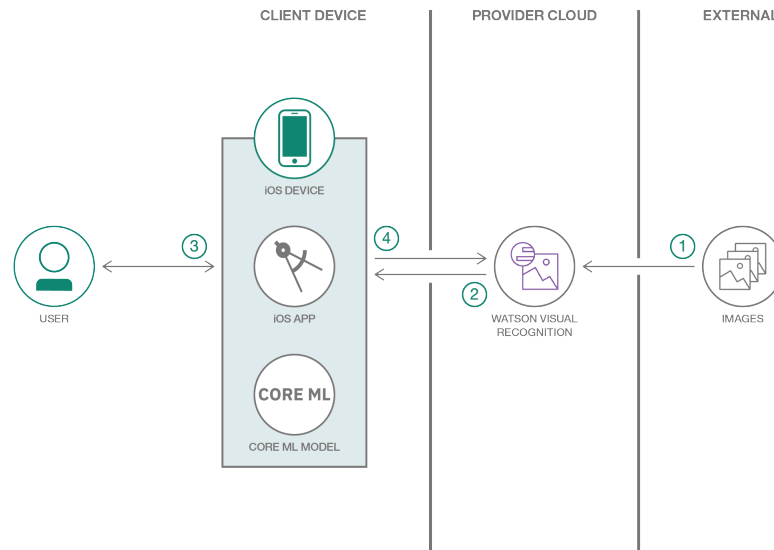 CLIENT DEVICE
PROVIDER CLOUD
EXTERNAL
iOS DEVICE
3
4
1
2
USER
iOS APP
WATSON VISUAL
RECOGNITION
IMAGES
CORE ML
CORE ML MODEL